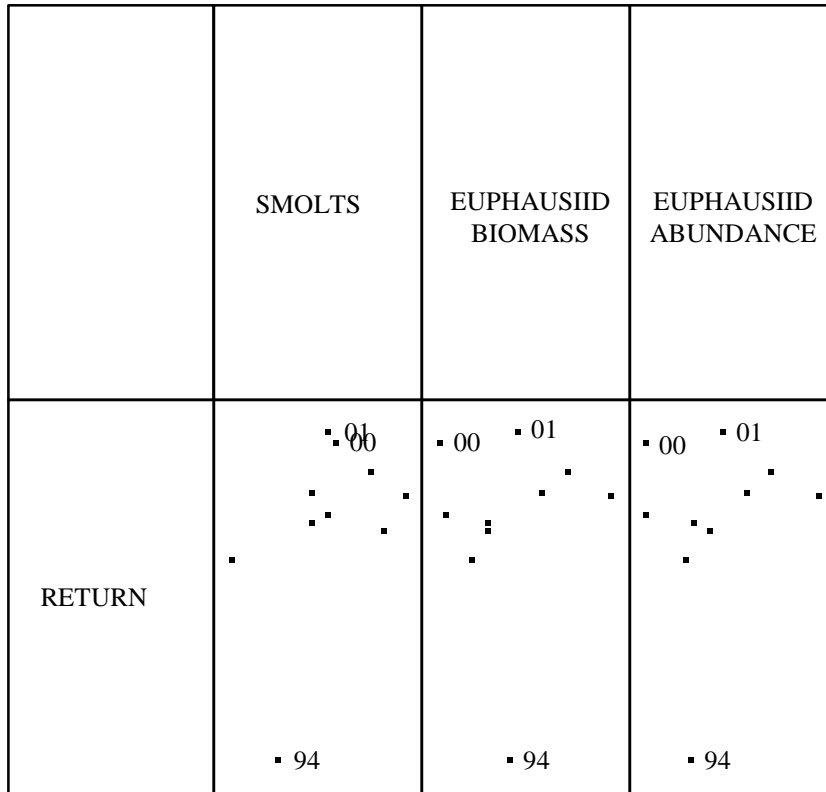 SMOLTS
EUPHAUSIID
BIOMASS
EUPHAUSIID
ABUNDANCE
RETURN
01
00
94
00
01
94
00
01
94